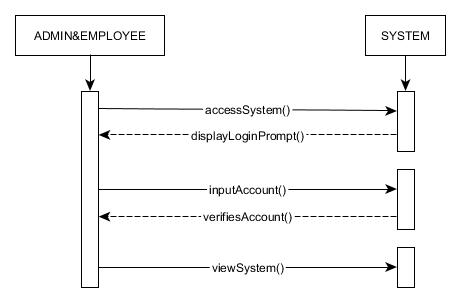 ADMIN&EMPLOYEE
SYSTEM
accessSystem()
displayLoginPrompt()
inputAccount()
verifiesAccount()
viewSystem()